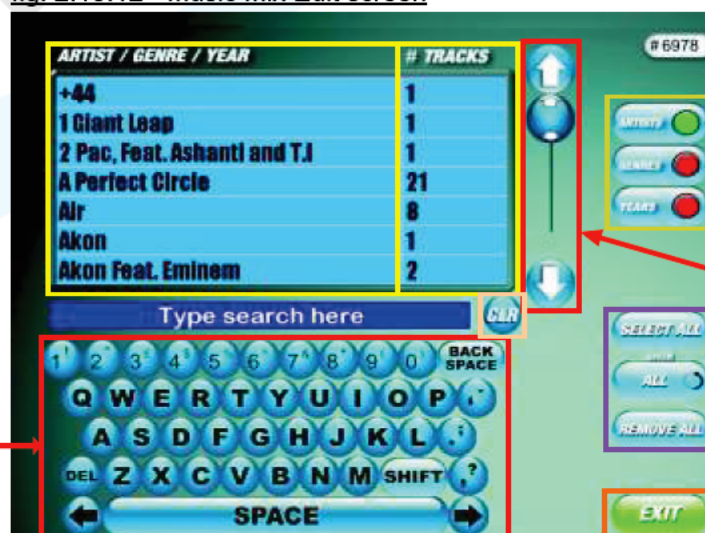 fig. 2.18.12 - Music Mix Edit Screen
ARTIST / GENRE / YEAR # TRACKS
#6978
+44 1
1 Giant Leap 1
2 Pac, Feat. Ashanti and T.I 1
A Perfect Circle 21
Air 8
Akon 1
Akon Feat. Eminem 2
ARTISTS
GENRES
YEARS
Type search here CLR
SELECT ALL
ALL
REMOVE ALL
1 2 3 4 5 6 7 8 9 0 BACK SPACE
Q W E R T Y U I O P
A S D F G H J K L
DEL Z X C V B N M SHIFT , ?
SPACE
EXIT